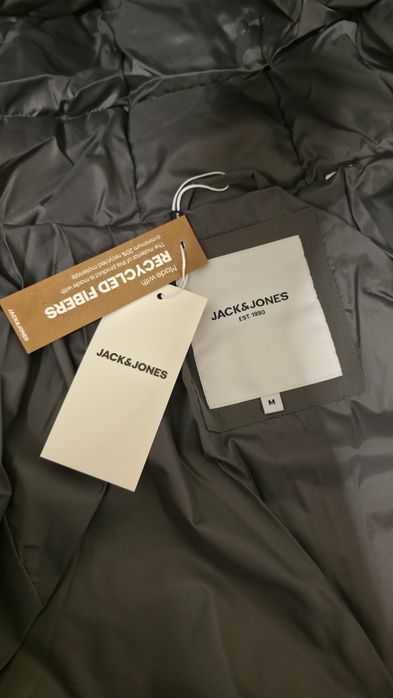 Made with
RECYCLED FIBERS
The material of this product is made with
a minimum 20% recycled materials
JACK&JONES
JACK&JONES
JACK&JONES
EST. 1990
M